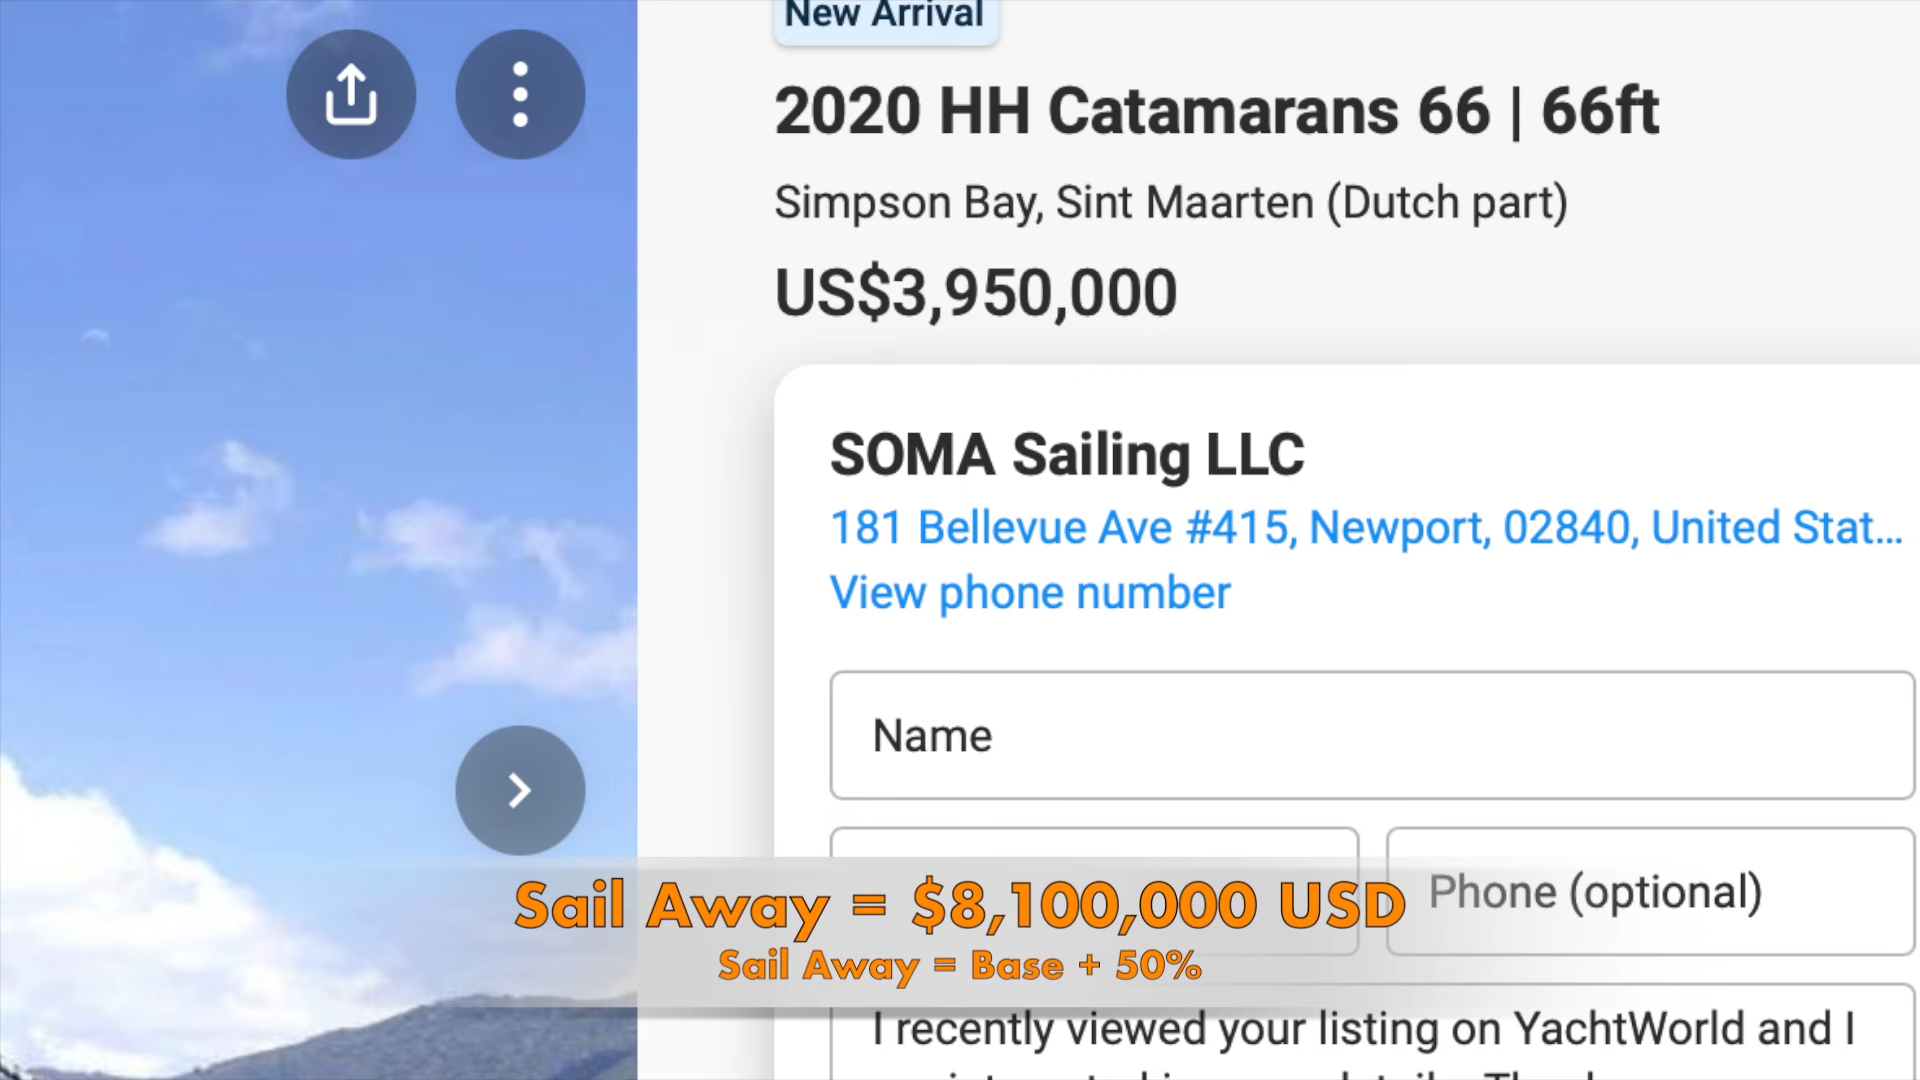 New Arrival
2020 HH Catamarans 66 | 66ft
Simpson Bay, Sint Maarten (Dutch part)
US$3,950,000
SOMA Sailing LLC
181 Bellevue Ave #415, Newport, 02840, United Stat...
View phone number
Name
Phone (optional)
Sail Away = $8,100,000 USD
Sail Away = Base + 50%
I recently viewed your listing on YachtWorld and I